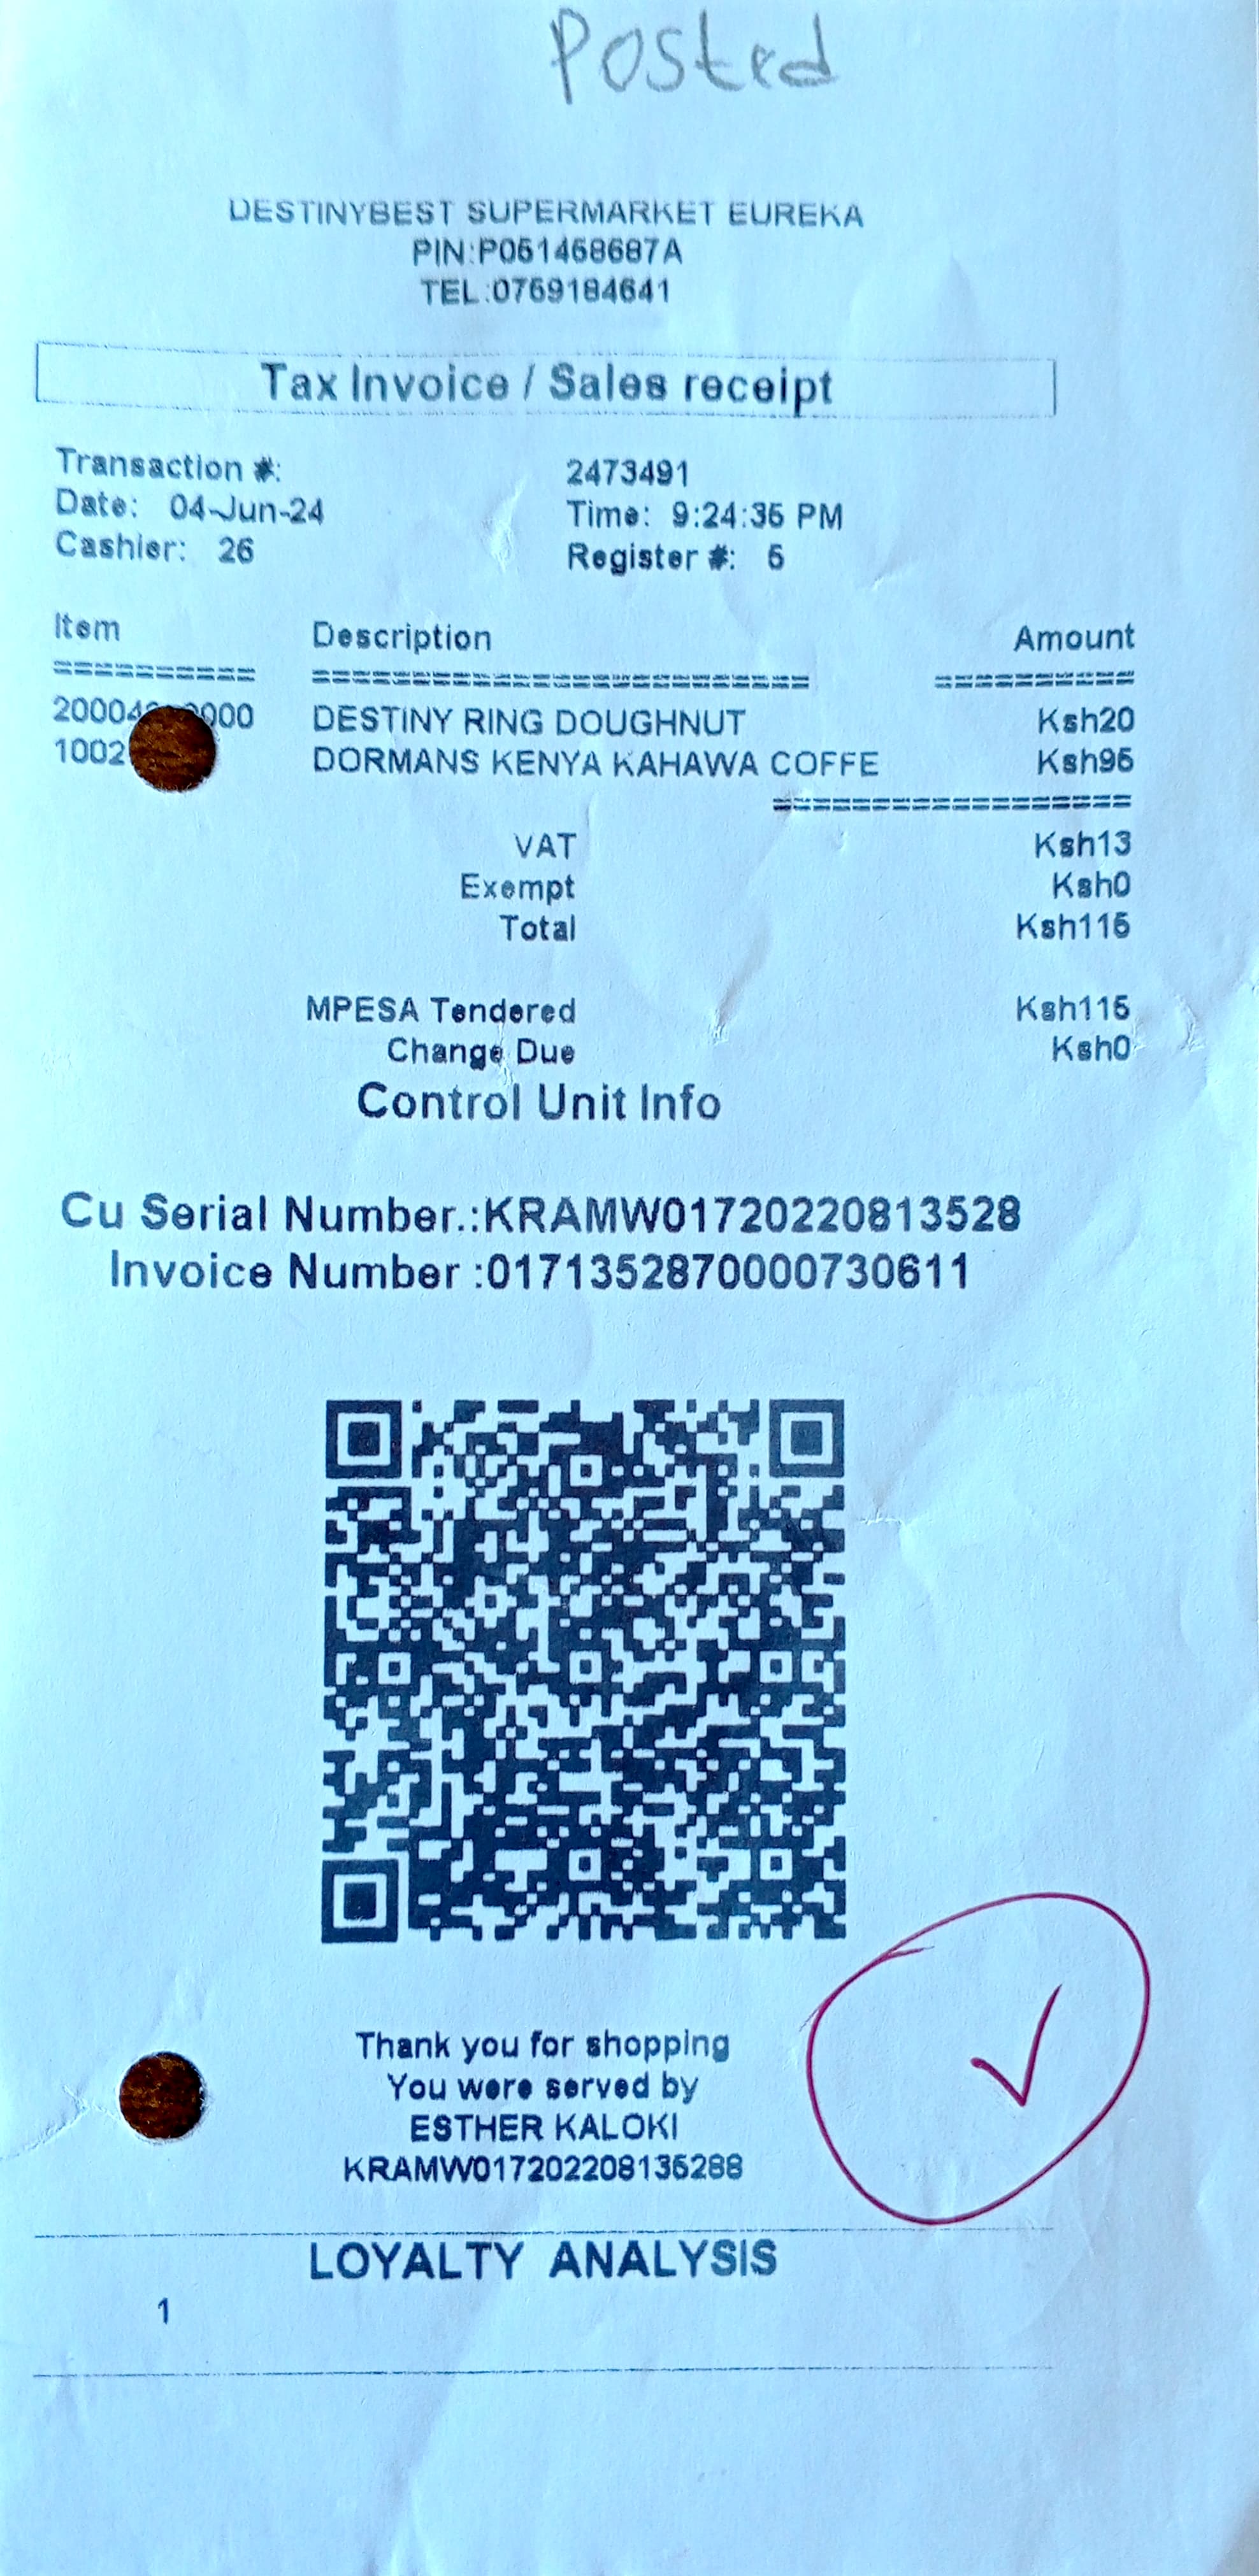 Posted
DESTINYBEST SUPERMARKET EUREKA
PIN:P051458687A
TEL:0759184641
Tax Invoice / Sales receipt
Transaction #: 2473491
Date: 04-Jun-24 Time: 9:24:35 PM
Cashier: 26 Register #: 5
Item Description Amount
DESTINY RING DOUGHNUT Ksh20
DORMANS KENYA KAHAWA COFFE Ksh95
VAT Ksh13
Exempt Ksh0
Total Ksh115
MPESA Tendered Ksh115
Change Due Ksh0
Control Unit Info
Cu Serial Number.:KRAMW01720220813528
Invoice Number :0171352870000730611
Thank you for shopping
You were served by
ESTHER KALOKI
KRAMW017202208135288
LOYALTY ANALYSIS
1